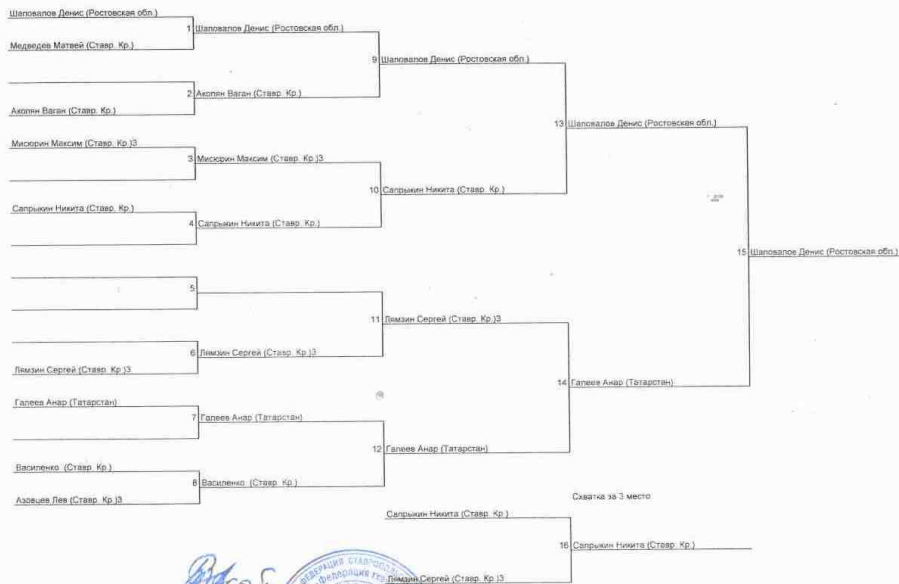 Шаповалов Денис (Ростовская обл.)
1 Шаповалов Денис (Ростовская обл.)
Медведев Матвей (Ставр. Кр.)
9 Шаповалов Денис (Ростовская обл.)
2 Акопян Ваган (Ставр. Кр.)
Акопян Ваган (Ставр. Кр.)
13 Шаповалов Денис (Ростовская обл.)
Мисюрин Максим (Ставр. Кр.)3
3 Мисюрин Максим (Ставр. Кр.)3
10 Сапрыкин Никита (Ставр. Кр.)
Сапрыкин Никита (Ставр. Кр.)
4 Сапрыкин Никита (Ставр. Кр.)
15 Шаповалов Денис (Ростовская обл.)
5
11 Лямзин Сергей (Ставр. Кр.)3
6 Лямзин Сергей (Ставр. Кр.)3
Лямзин Сергей (Ставр. Кр.)3
14 Галеев Анар (Татарстан)
Галеев Анар (Татарстан)
7 Галеев Анар (Татарстан)
12 Галеев Анар (Татарстан)
Василенко (Ставр. Кр.)
8 Василенко (Ставр. Кр.)
Азовцев Лев (Ставр. Кр.)3
Схватка за 3 место
Сапрыкин Никита (Ставр. Кр.)
16 Сапрыкин Никита (Ставр. Кр.)
Лямзин Сергей (Ставр. Кр.)3